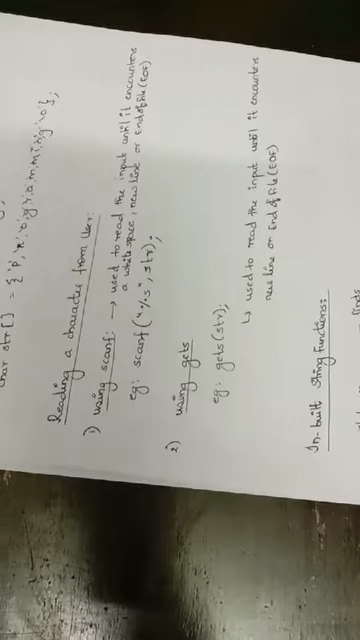 char str[] = {'P','r','o','g','r','a','m','m','i','n','g','\0'};
Reading a character from User:
1) using scanf: → used to read the input until it encounters
a whitespace, new line or End of File (EOF)
eg: scanf("%s", str);
2) using gets
eg: gets(str);
↳ used to read the input until it encounters
new line or End of File (EOF)
In-built String Functions: